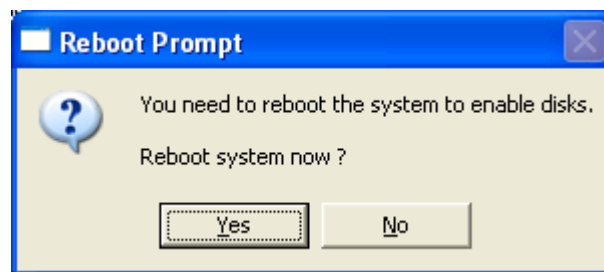 Reboot Prompt
You need to reboot the system to enable disks.
Reboot system now ?
Yes
No